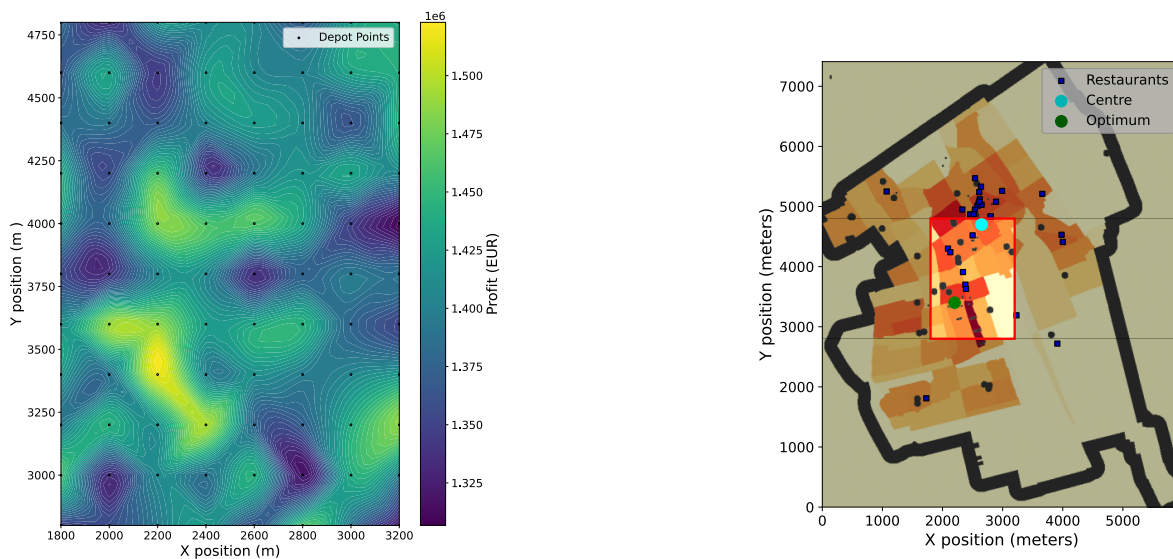 1e6
Depot Points
4750
4500
4250
4000
3750
3500
3250
3000
Y position (m )
1800 2000 2200 2400 2600 2800 3000 3200
X position (m)
1.500
1.475
1.450
1.425
1.400
1.375
1.350
1.325
Profit (EUR)
Restaurants
Centre
Optimum
7000
6000
5000
4000
3000
2000
1000
0
Y position (meters)
0 1000 2000 3000 4000 5000
X position (meters)